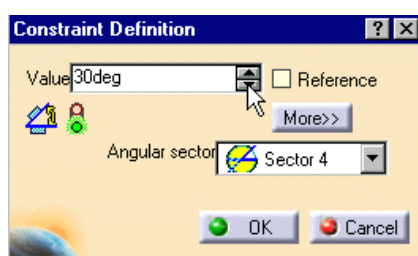 Constraint Definition
Value 30deg Reference
More>>
Angular sector Sector 4
OK Cancel